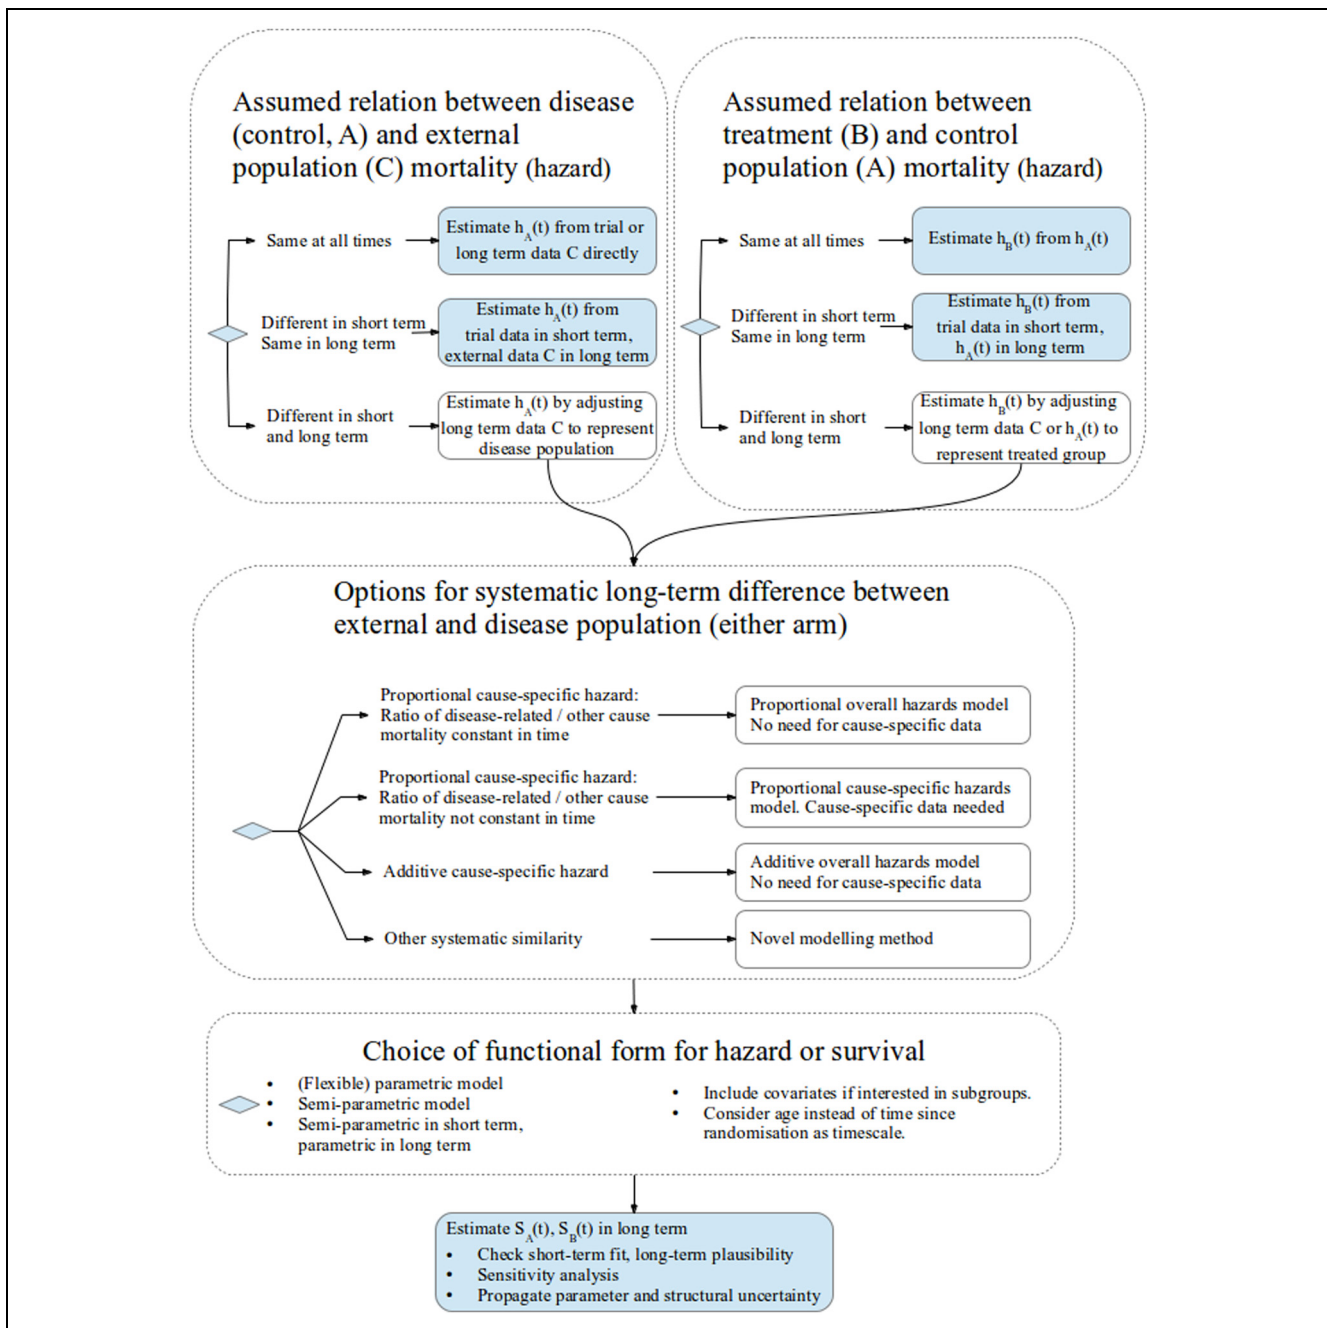 Assumed relation between disease
(control, A) and external
population (C) mortality (hazard)
Same at all times
Estimate h_A(t) from trial or
long term data C directly
Different in short term
Same in long term
Estimate h_A(t) from
trial data in short term,
external data C in long term
Different in short
and long term
Estimate h_A(t) by adjusting
long term data C to represent
disease population
Assumed relation between
treatment (B) and control
population (A) mortality (hazard)
Same at all times
Estimate h_B(t) from h_A(t)
Different in short term
Same in long term
Estimate h_B(t) from
trial data in short term,
h_A(t) in long term
Different in short
and long term
Estimate h_B(t) by adjusting
long term data C or h_A(t) to
represent treated group
Options for systematic long-term difference between
external and disease population (either arm)
Proportional cause-specific hazard:
Ratio of disease-related / other cause
mortality constant in time
Proportional overall hazards model
No need for cause-specific data
Proportional cause-specific hazard:
Ratio of disease-related / other cause
mortality not constant in time
Proportional cause-specific hazards
model. Cause-specific data needed
Additive cause-specific hazard
Additive overall hazards model
No need for cause-specific data
Other systematic similarity
Novel modelling method
Choice of functional form for hazard or survival
• (Flexible) parametric model
• Semi-parametric model
• Semi-parametric in short term,
parametric in long term
• Include covariates if interested in subgroups.
• Consider age instead of time since
randomisation as timescale.
Estimate S_A(t), S_B(t) in long term
• Check short-term fit, long-term plausibility
• Sensitivity analysis
• Propagate parameter and structural uncertainty